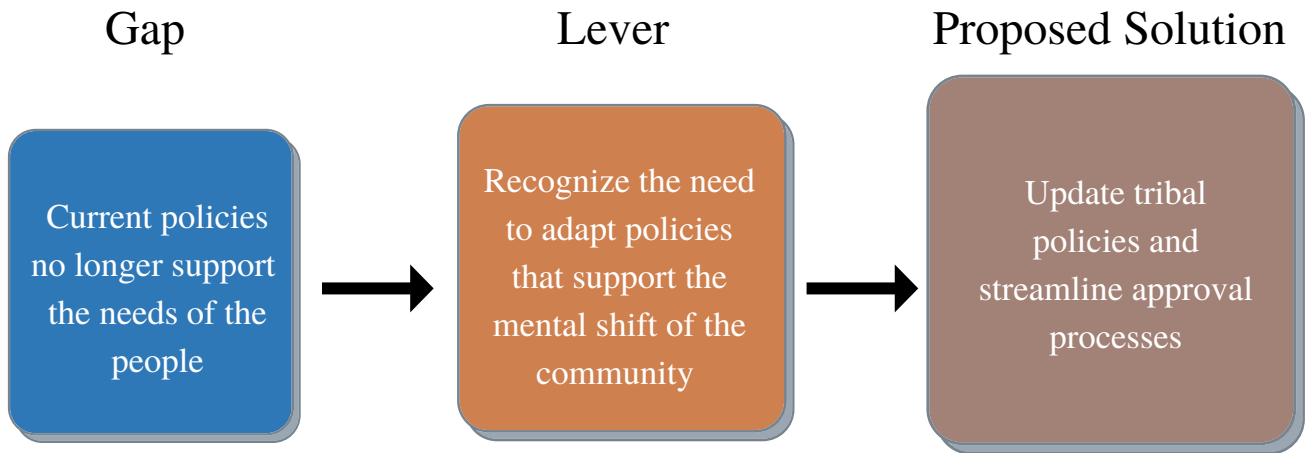 Gap
Lever
Proposed Solution
Current policies
no longer support
the needs of the
people
Recognize the need
to adapt policies
that support the
mental shift of the
community
Update tribal
policies and
streamline approval
processes